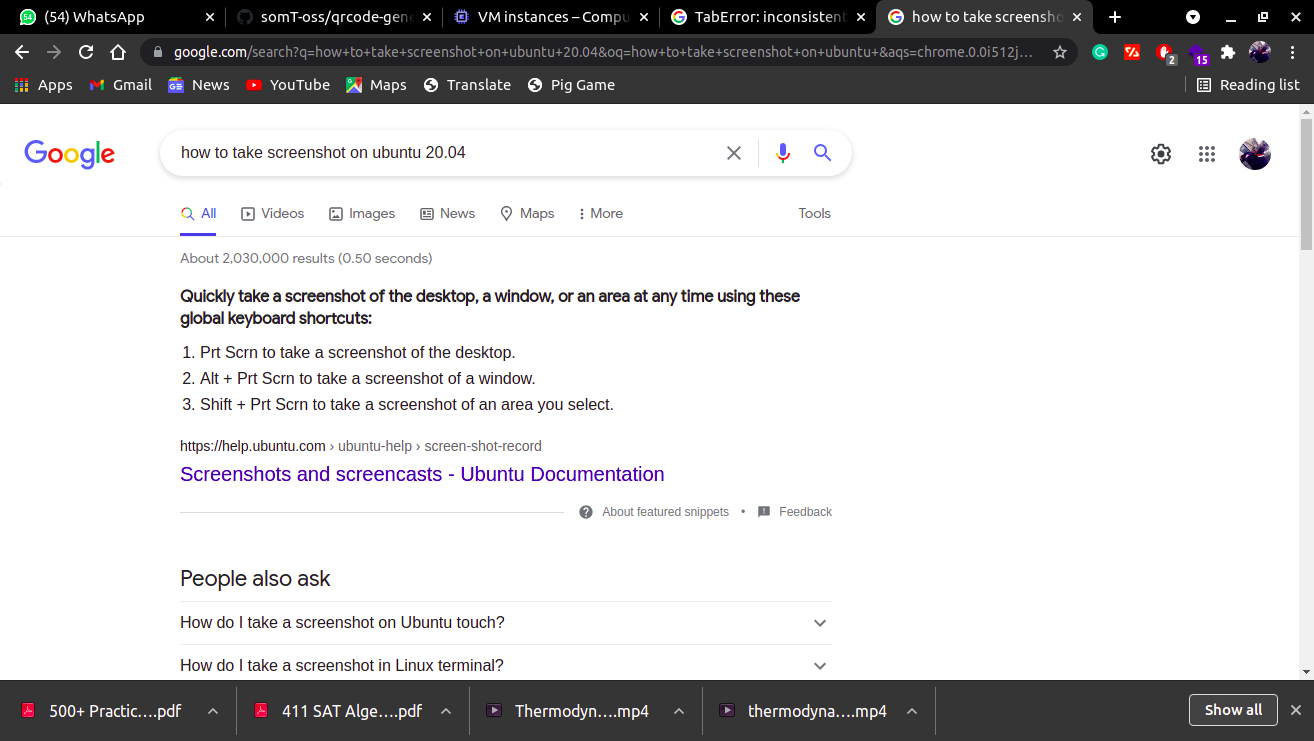 (54) WhatsApp
somT-oss/qrcode-gene
VM instances – Compu
TabError: inconsistent
how to take screensho
google.com/search?q=how+to+take+screenshot+on+ubuntu+20.04&oq=how+to+take+screenshot+on+ubuntu+&aqs=chrome.0.0i512j...
2
15
Apps
Gmail
News
YouTube
Maps
Translate
Pig Game
Reading list
Google
how to take screenshot on ubuntu 20.04
All
Videos
Images
News
Maps
More
Tools
About 2,030,000 results (0.50 seconds)
Quickly take a screenshot of the desktop, a window, or an area at any time using these
global keyboard shortcuts:
1. Prt Scrn to take a screenshot of the desktop.
2. Alt + Prt Scrn to take a screenshot of a window.
3. Shift + Prt Scrn to take a screenshot of an area you select.
https://help.ubuntu.com › ubuntu-help › screen-shot-record
Screenshots and screencasts - Ubuntu Documentation
About featured snippets • Feedback
People also ask
How do I take a screenshot on Ubuntu touch?
How do I take a screenshot in Linux terminal?
500+ Practic....pdf
411 SAT Alge....pdf
Thermodyn....mp4
thermodyna....mp4
Show all